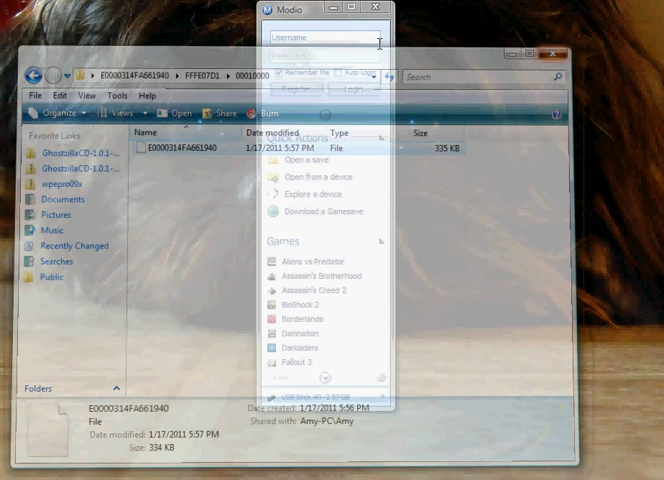 Modio
Username
Remember Me
Auto Login
Register
Login
E0000314FA661940
FFFE07D1
00010000
Search
File Edit View Tools Help
Organize Views Open Share Burn
Favorite Links
GhostzillaCD-1.0.1-...
GhostzillaCD-1.0.1-...
wpepro09x
Documents
Pictures
Music
Recently Changed
Searches
Public
Folders
Name Date modified Type Size
E0000314FA661940 1/17/2011 5:57 PM File 335 KB
Quick Actions
Open a save
Open from a device
Explore a device
Download a Gamesave
Games
Aliens vs Predator
Assassin's Brotherhood
Assassin's Creed 2
BioShock 2
Borderlands
Damnation
Darksiders
Fallout 3
E0000314FA661940
File
Date modified: 1/17/2011 5:57 PM
Size: 334 KB
Date created: 1/17/2011 5:56 PM
Shared with: Amy-PC\Amy